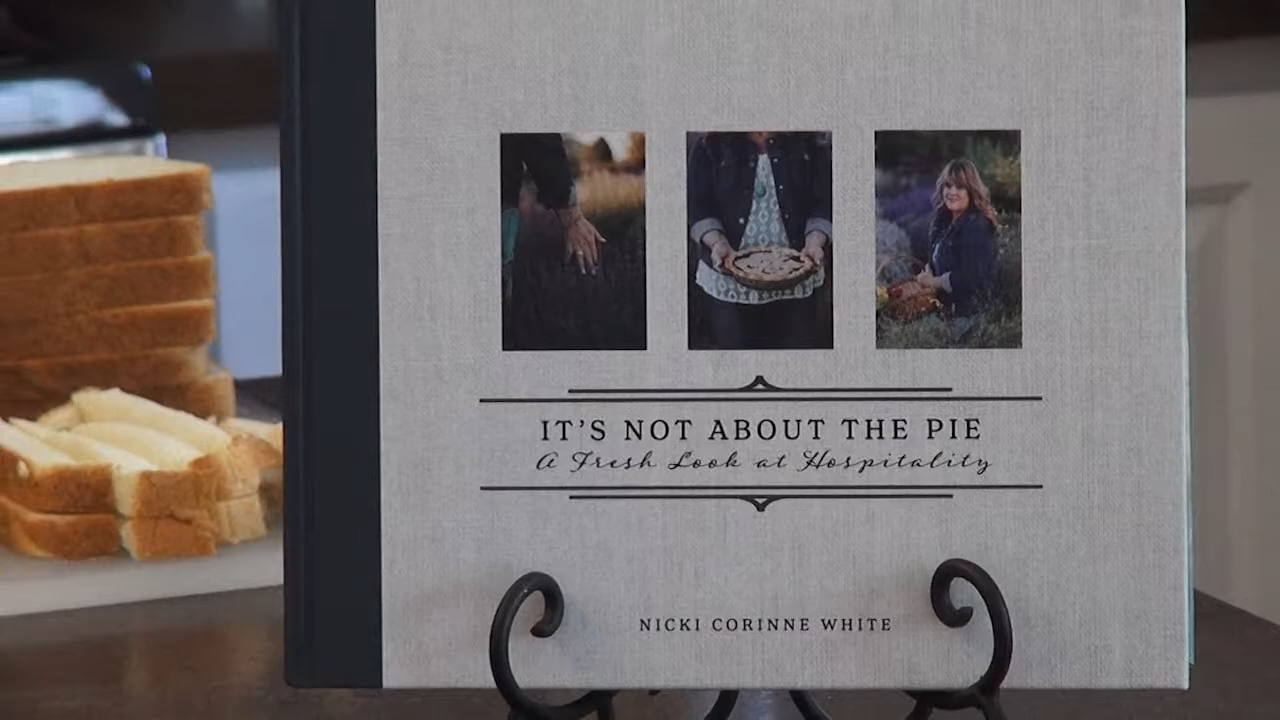 IT'S NOT ABOUT THE PIE
A Fresh Look at Hospitality
NICKI CORINNE WHITE